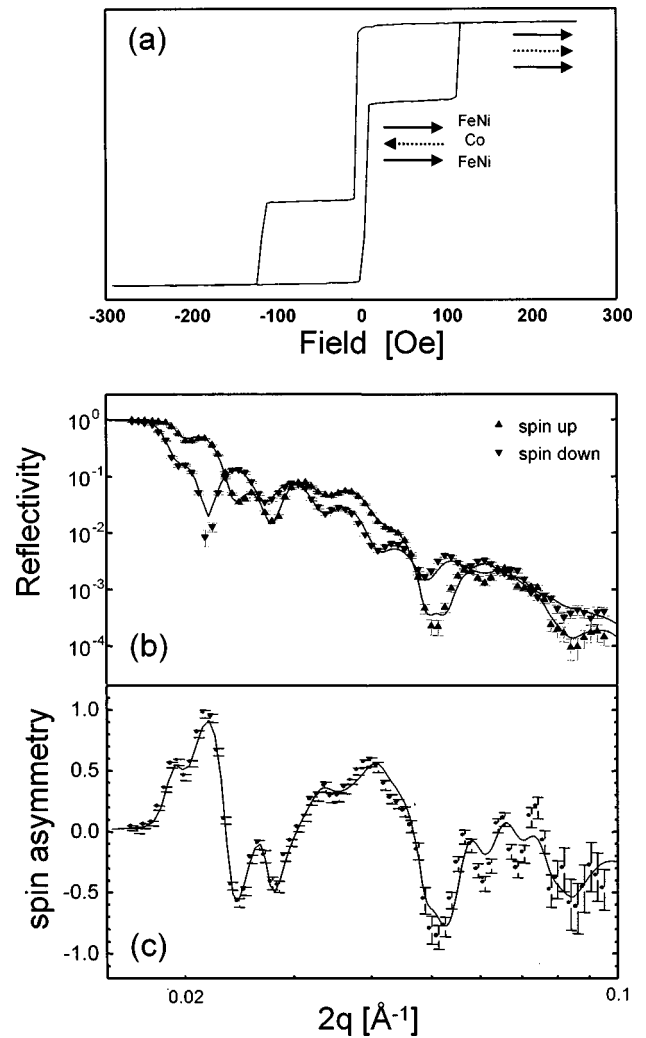 (a)
FeNi
Co
FeNi
-300 -200 -100 0 100 200 300
Field [Oe]
Reflectivity
10⁰
10⁻¹
10⁻²
10⁻³
10⁻⁴
spin up
spin down
(b)
spin asymmetry
1.0
0.5
0.0
-0.5
-1.0
(c)
0.02 0.1
2q [Å⁻¹]